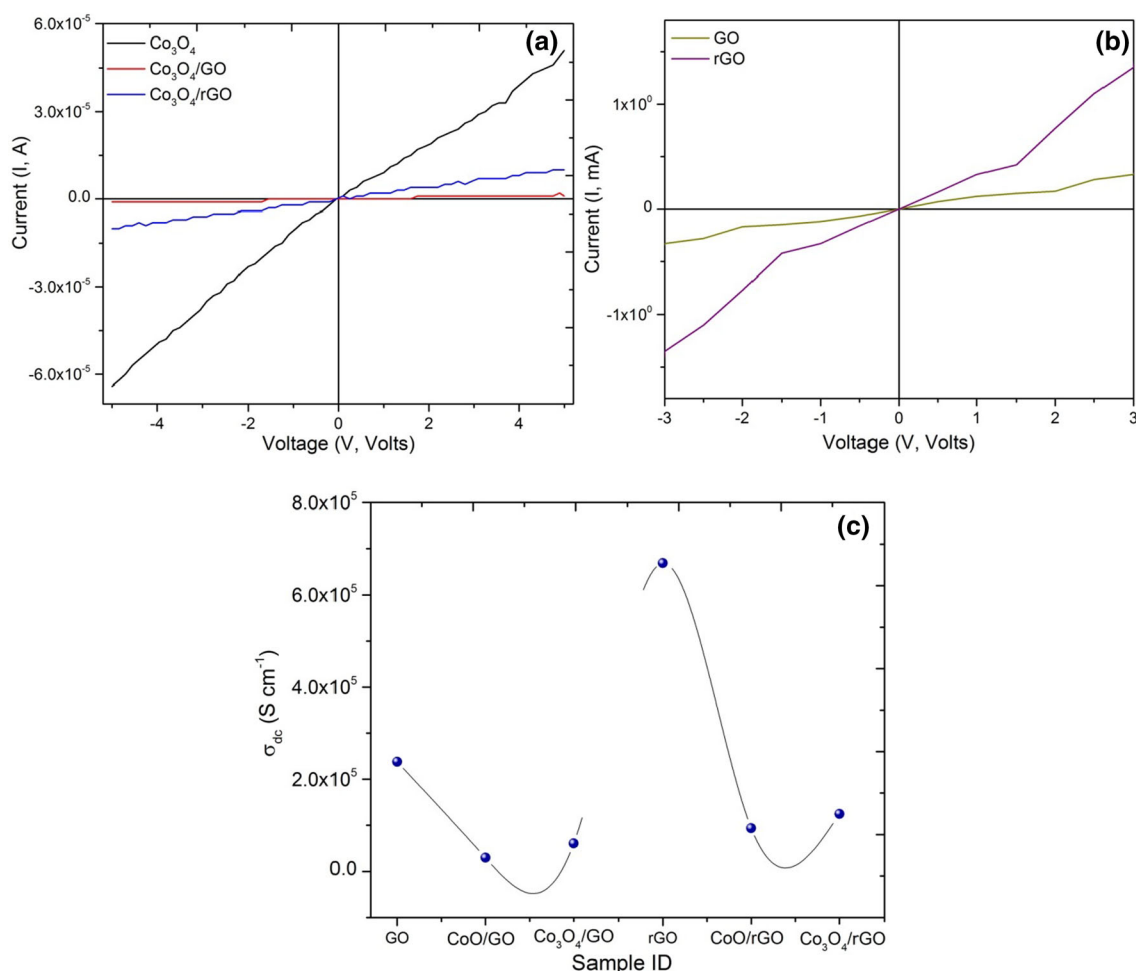 (a)
Co₃O₄
Co₃O₄/GO
Co₃O₄/rGO
6.0x10⁻⁵
3.0x10⁻⁵
0.0
-3.0x10⁻⁵
-6.0x10⁻⁵
Current (I, A)
-4 -2 0 2 4
Voltage (V, Volts)
(b)
GO
rGO
1x10⁰
0
-1x10⁰
Current (I, mA)
-3 -2 -1 0 1 2 3
Voltage (V, Volts)
(c)
8.0x10⁵
6.0x10⁵
4.0x10⁵
2.0x10⁵
0.0
σdc (S cm⁻¹)
GO CoO/GO Co₃O₄/GO rGO CoO/rGO Co₃O₄/rGO
Sample ID